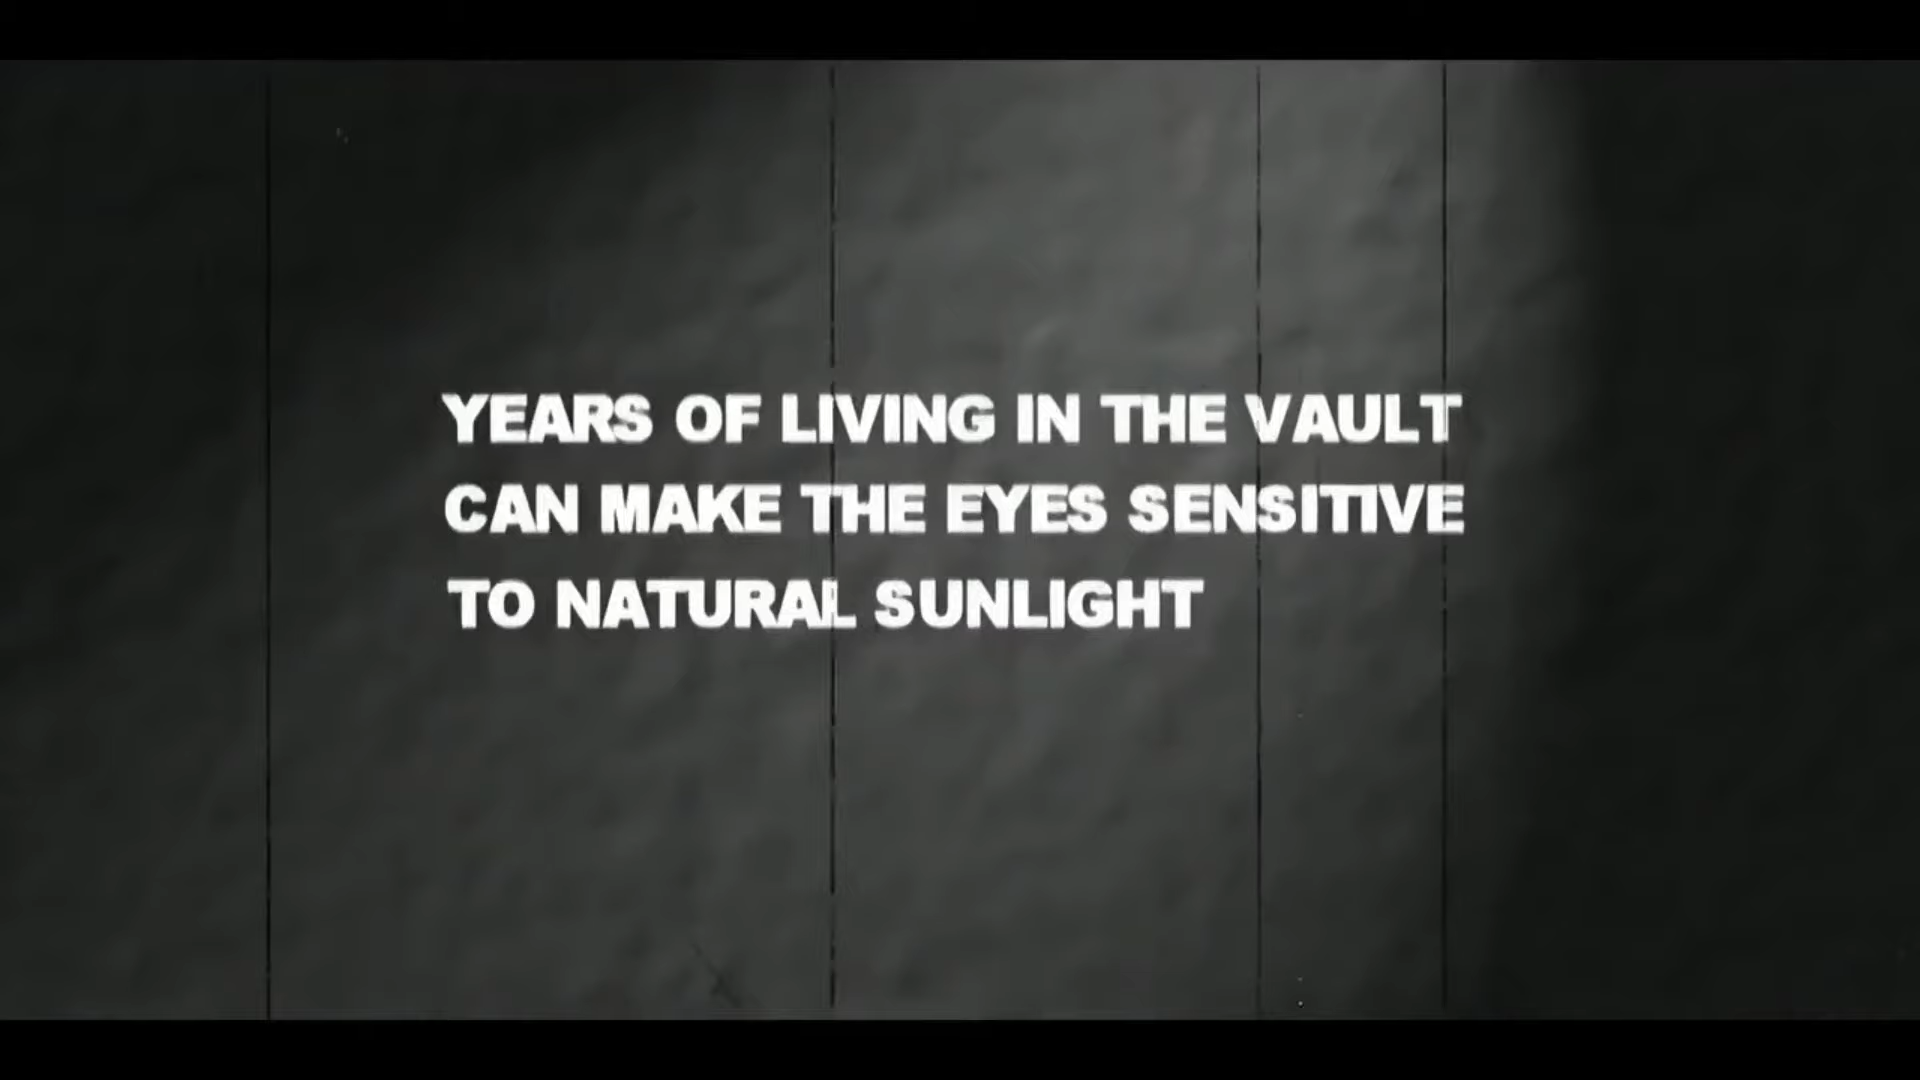 YEARS OF LIVING IN THE VAULT
CAN MAKE THE EYES SENSITIVE
TO NATURAL SUNLIGHT